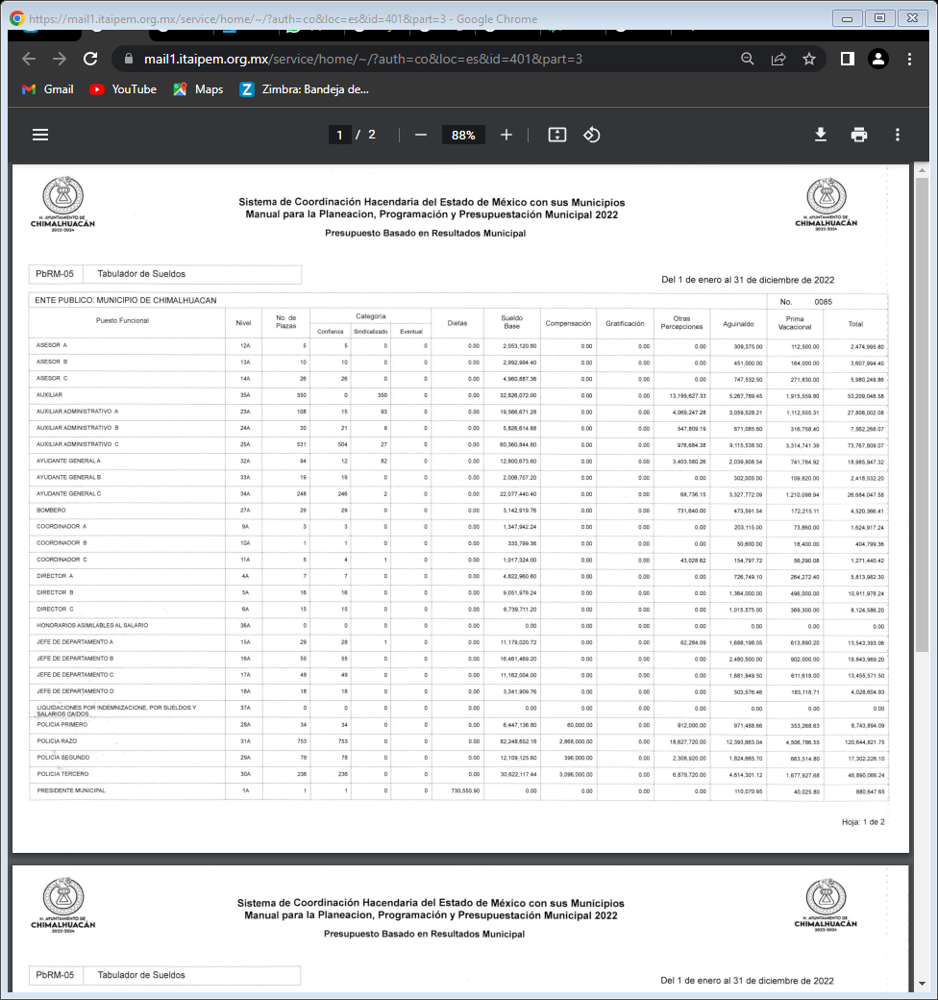 https://mail1.itaipem.org.mx/service/home/~/?auth=co&loc=es&id=401&part=3 - Google Chrome
mail1.itaipem.org.mx/service/home/~/?auth=co&loc=es&id=401&part=3
Gmail YouTube Maps Zimbra: Bandeja de...
1 / 2 88%
H. AYUNTAMIENTO DE
CHIMALHUACÁN
2022-2024
Sistema de Coordinación Hacendaria del Estado de México con sus Municipios
Manual para la Planeacion, Programación y Presupuestación Municipal 2022
Presupuesto Basado en Resultados Municipal
H. AYUNTAMIENTO DE
CHIMALHUACÁN
2022-2024
PbRM-05 Tabulador de Sueldos
Del 1 de enero al 31 de diciembre de 2022
ENTE PUBLICO: MUNICIPIO DE CHIMALHUACAN No. 0085
Puesto Funcional Nivel No. de Plazas Categoria Confianza Sindicalizado Eventual Dietas Sueldo Base Compensación Gratificación Otras Percepciones Aguinaldo Prima Vacacional Total
ASESOR A 12A 5 5 0 0 0.00 2,053,120.80 0.00 0.00 0.00 309,375.00 112,500.00 2,474,995.80
ASESOR B 13A 10 10 0 0 0.00 2,992,994.40 0.00 0.00 0.00 451,000.00 164,000.00 3,607,994.40
ASESOR C 14A 26 26 0 0 0.00 4,960,887.36 0.00 0.00 0.00 747,532.50 271,830.00 5,980,249.86
AUXILIAR 35A 350 0 350 0 0.00 32,826,072.00 0.00 0.00 13,199,627.33 5,267,789.45 1,915,559.80 53,209,048.58
AUXILIAR ADMINISTRATIVO A 23A 108 15 93 0 0.00 19,566,671.28 0.00 0.00 4,069,247.28 3,059,528.21 1,112,555.31 27,808,002.08
AUXILIAR ADMINISTRATIVO B 24A 30 21 9 0 0.00 5,826,614.88 0.00 0.00 547,809.19 871,085.60 316,758.40 7,562,268.07
AUXILIAR ADMINISTRATIVO C 25A 531 504 27 0 0.00 60,360,844.60 0.00 0.00 976,684.38 9,115,538.50 3,314,741.39 73,767,809.07
AYUDANTE GENERAL A 32A 94 12 82 0 0.00 12,800,673.60 0.00 0.00 3,403,580.26 2,039,908.54 741,784.92 18,985,947.32
AYUDANTE GENERAL B 33A 19 19 0 0 0.00 2,006,707.20 0.00 0.00 0.00 302,005.00 109,820.00 2,418,532.20
AYUDANTE GENERAL C 34A 248 246 2 0 0.00 22,077,440.40 0.00 0.00 68,736.15 3,327,772.09 1,210,098.94 26,684,047.58
BOMBERO 27A 29 29 0 0 0.00 3,142,919.76 0.00 0.00 731,640.00 473,591.54 172,215.11 4,520,366.41
COORDINADOR A 9A 3 3 0 0 0.00 1,347,942.24 0.00 0.00 0.00 203,115.00 73,860.00 1,624,917.24
COORDINADOR B 10A 1 1 0 0 0.00 335,799.36 0.00 0.00 0.00 50,600.00 18,400.00 404,799.36
COORDINADOR C 11A 5 4 1 0 0.00 1,017,324.00 0.00 0.00 43,028.62 154,797.72 56,290.08 1,271,440.42
DIRECTOR A 4A 7 7 0 0 0.00 4,822,960.80 0.00 0.00 0.00 726,749.10 264,272.40 5,813,982.30
DIRECTOR B 5A 16 16 0 0 0.00 9,051,978.24 0.00 0.00 0.00 1,364,000.00 496,000.00 10,911,978.24
DIRECTOR C 6A 15 15 0 0 0.00 6,739,711.20 0.00 0.00 0.00 1,015,575.00 369,300.00 8,124,586.20
HONORARIOS ASIMILABLES AL SALARIO 36A 0 0 0 0 0.00 0.00 0.00 0.00 0.00 0.00 0.00 0.00
JEFE DE DEPARTAMENTO A 15A 29 28 1 0 0.00 11,179,020.72 0.00 0.00 62,284.09 1,688,198.05 613,890.20 13,543,393.06
JEFE DE DEPARTAMENTO B 16A 55 55 0 0 0.00 16,461,469.20 0.00 0.00 0.00 2,480,500.00 902,000.00 19,843,969.20
JEFE DE DEPARTAMENTO C 17A 49 49 0 0 0.00 11,162,004.00 0.00 0.00 0.00 1,681,949.50 611,618.00 13,455,571.50
JEFE DE DEPARTAMENTO D 18A 18 18 0 0 0.00 3,341,909.76 0.00 0.00 0.00 503,576.46 183,118.71 4,028,604.93
LIQUIDACIONES POR INDEMNIZACIONE, POR SUELDOS Y
SALARIOS CAIDOS 37A 0 0 0 0 0.00 0.00 0.00 0.00 0.00 0.00 0.00 0.00
POLICIA PRIMERO 28A 34 34 0 0 0.00 6,447,136.80 60,000.00 0.00 912,000.00 971,488.66 353,268.63 8,743,894.09
POLICIA RAZO 31A 753 753 0 0 0.00 82,248,652.16 2,868,000.00 0.00 18,627,720.00 12,393,663.04 4,506,786.55 120,644,821.75
POLICÍA SEGUNDO 29A 78 78 0 0 0.00 12,109,125.60 396,000.00 0.00 2,308,920.00 1,824,665.70 663,514.80 17,302,226.10
POLICIA TERCERO 30A 236 236 0 0 0.00 30,622,117.44 3,096,000.00 0.00 6,879,720.00 4,614,301.12 1,677,927.68 46,890,066.24
PRESIDENTE MUNICIPAL 1A 1 1 0 0 730,550.90 0.00 0.00 0.00 0.00 110,070.95 40,025.80 880,647.65
Hoja: 1 de 2
H. AYUNTAMIENTO DE
CHIMALHUACÁN
2022-2024
Sistema de Coordinación Hacendaria del Estado de México con sus Municipios
Manual para la Planeacion, Programación y Presupuestación Municipal 2022
Presupuesto Basado en Resultados Municipal
H. AYUNTAMIENTO DE
CHIMALHUACÁN
2022-2024
PbRM-05 Tabulador de Sueldos
Del 1 de enero al 31 de diciembre de 2022